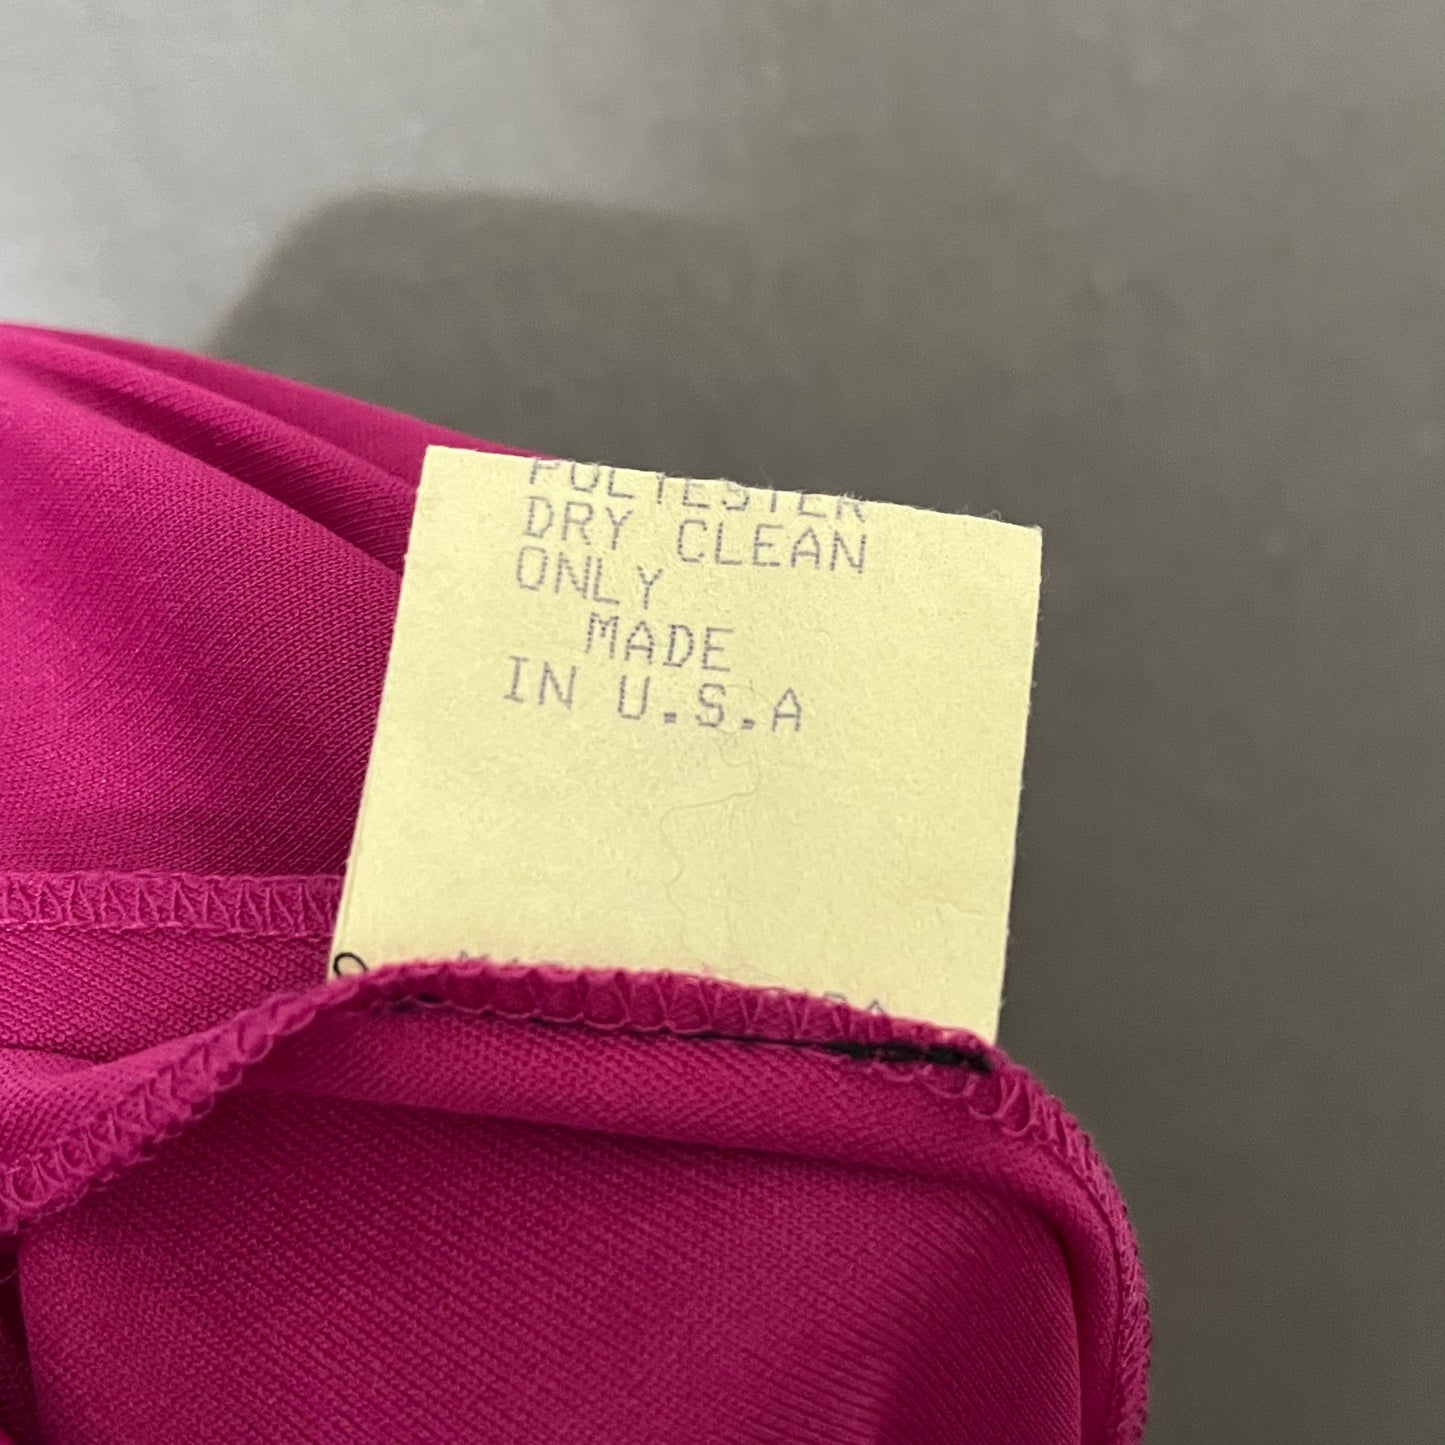 POLYESTER
DRY CLEAN
ONLY
MADE
IN U.S.A